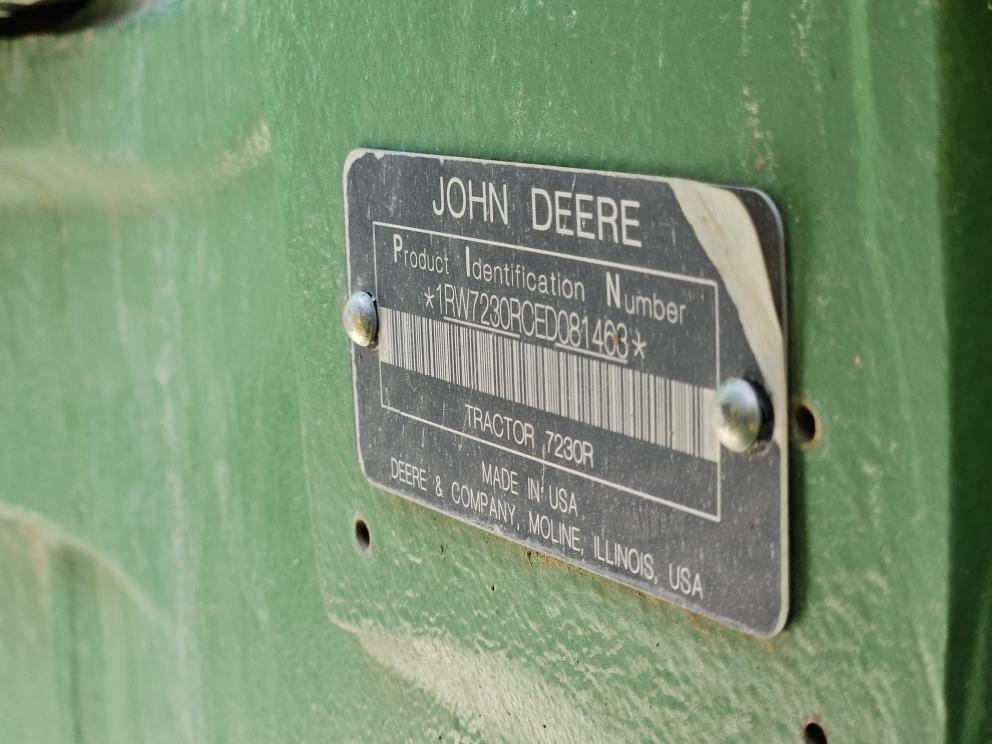 JOHN DEERE
Product Identification Number
*1RW7230RCED081463*
TRACTOR 7230R
MADE IN USA
DEERE & COMPANY, MOLINE, ILLINOIS, USA